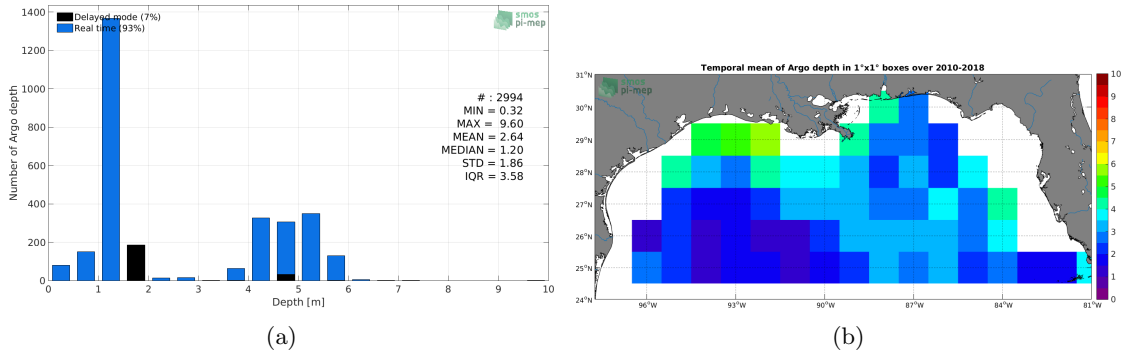 Delayed mode (7%)
Real time (93%)
smos
pi-mep
# : 2994
MIN = 0.32
MAX = 9.60
MEAN = 2.64
MEDIAN = 1.20
STD = 1.86
IQR = 3.58
Number of Argo depth
1400
1200
1000
800
600
400
200
0
0 1 2 3 4 5 6 7 8 9 10
Depth [m]
(a)
Temporal mean of Argo depth in 1°x1° boxes over 2010-2018
smos
pi-mep
31°N
30°N
29°N
28°N
27°N
26°N
25°N
24°N
96°W 93°W 90°W 87°W 84°W 81°W
10
9
8
7
6
5
4
3
2
1
0
(b)